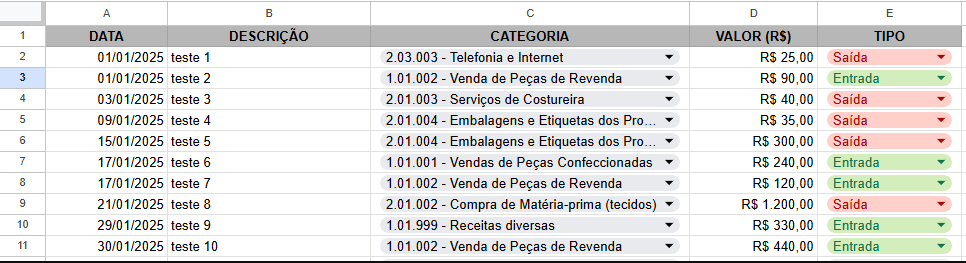 A B C D E
1 DATA DESCRIÇÃO CATEGORIA VALOR (R$) TIPO
2 01/01/2025 teste 1 2.03.003 - Telefonia e Internet R$ 25,00 Saída
3 01/01/2025 teste 2 1.01.002 - Venda de Peças de Revenda R$ 90,00 Entrada
4 03/01/2025 teste 3 2.01.003 - Serviços de Costureira R$ 40,00 Saída
5 09/01/2025 teste 4 2.01.004 - Embalagens e Etiquetas dos Pro... R$ 35,00 Saída
6 15/01/2025 teste 5 2.01.004 - Embalagens e Etiquetas dos Pro... R$ 300,00 Saída
7 17/01/2025 teste 6 1.01.001 - Vendas de Peças Confeccionadas R$ 240,00 Entrada
8 17/01/2025 teste 7 1.01.002 - Venda de Peças de Revenda R$ 120,00 Entrada
9 21/01/2025 teste 8 2.01.002 - Compra de Matéria-prima (tecidos) R$ 1.200,00 Saída
10 29/01/2025 teste 9 1.01.999 - Receitas diversas R$ 330,00 Entrada
11 30/01/2025 teste 10 1.01.002 - Venda de Peças de Revenda R$ 440,00 Entrada